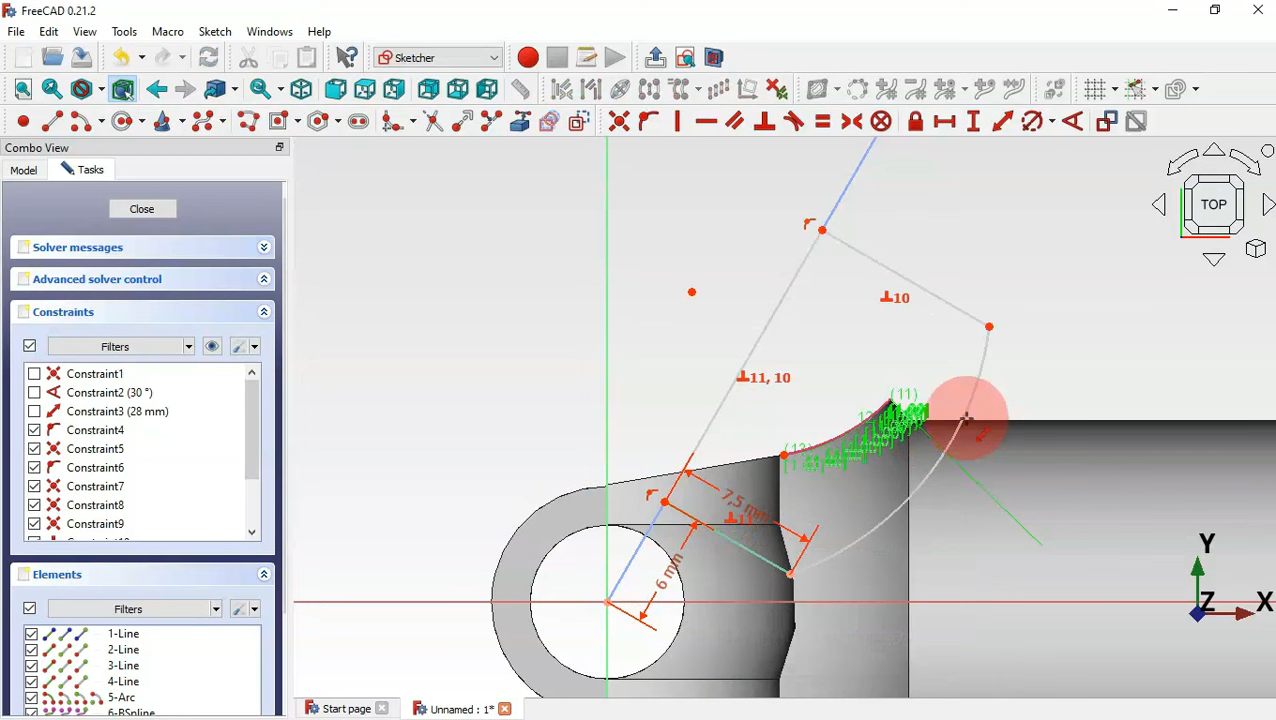 FreeCAD 0.21.2
File Edit View Tools Macro Sketch Windows Help
Sketcher
Combo View
Model Tasks
Close
Solver messages
Advanced solver control
Constraints
Filters
Constraint1
Constraint2 (30 °)
Constraint3 (28 mm)
Constraint4
Constraint5
Constraint6
Constraint7
Constraint8
Constraint9
Elements
Filters
1-Line
2-Line
3-Line
4-Line
5-Arc
6-BSpline
TOP
10
11, 10
(11)
7,5 mm
11
6 mm
Y
Z X
Start page
Unnamed : 1*